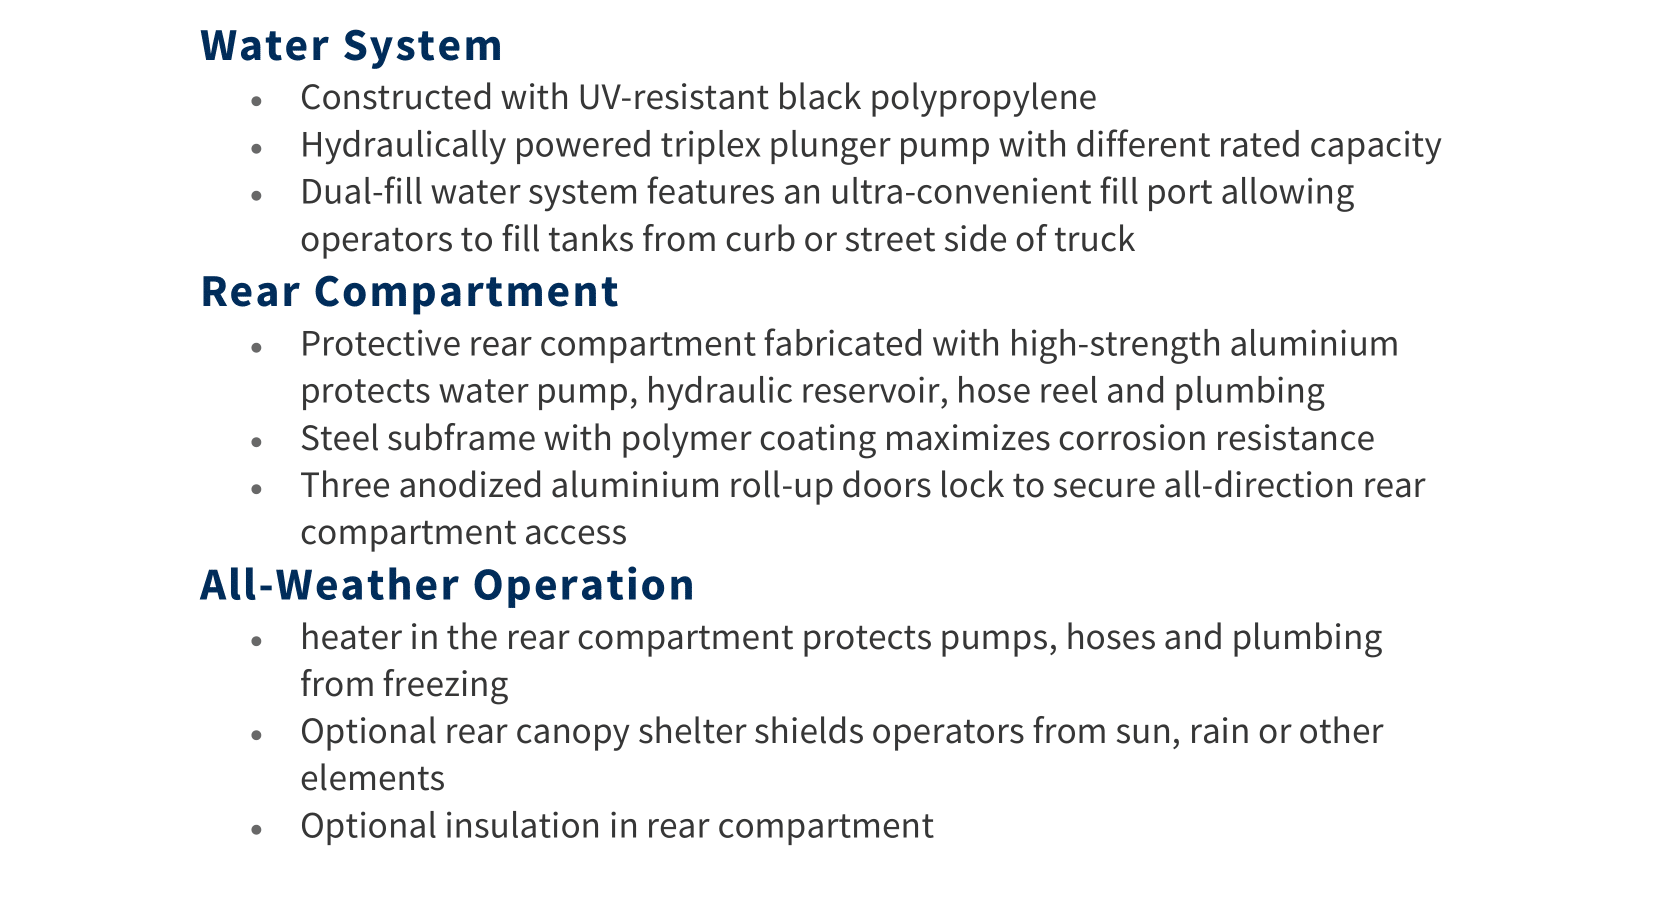 Water System
• Constructed with UV-resistant black polypropylene
• Hydraulically powered triplex plunger pump with different rated capacity
• Dual-fill water system features an ultra-convenient fill port allowing
operators to fill tanks from curb or street side of truck
Rear Compartment
• Protective rear compartment fabricated with high-strength aluminium
protects water pump, hydraulic reservoir, hose reel and plumbing
• Steel subframe with polymer coating maximizes corrosion resistance
• Three anodized aluminium roll-up doors lock to secure all-direction rear
compartment access
All-Weather Operation
• heater in the rear compartment protects pumps, hoses and plumbing
from freezing
• Optional rear canopy shelter shields operators from sun, rain or other
elements
• Optional insulation in rear compartment